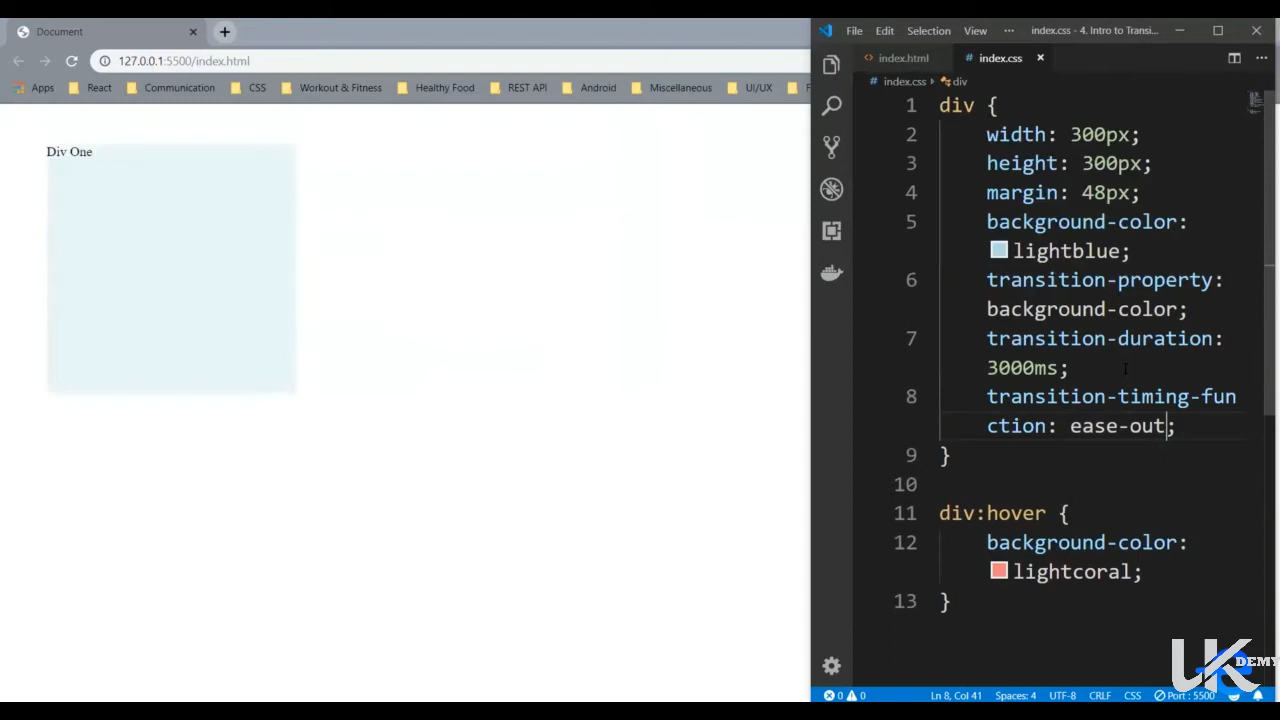 Document
127.0.0.1:5500/index.html
Apps React Communication CSS Workout & Fitness Healthy Food REST API Android Miscellaneous UI/UX
Div One
File Edit Selection View ··· index.css - 4. Intro to Transi...
index.html # index.css
# index.css > div
1 div {
2 width: 300px;
3 height: 300px;
4 margin: 48px;
5 background-color:
lightblue;
6 transition-property:
background-color;
7 transition-duration:
3000ms;
8 transition-timing-fun
ction: ease-out;
9 }
10
11 div:hover {
12 background-color:
lightcoral;
13 }
UK DEMY
0 0 Ln 8, Col 41 Spaces: 4 UTF-8 CRLF CSS Port : 5500